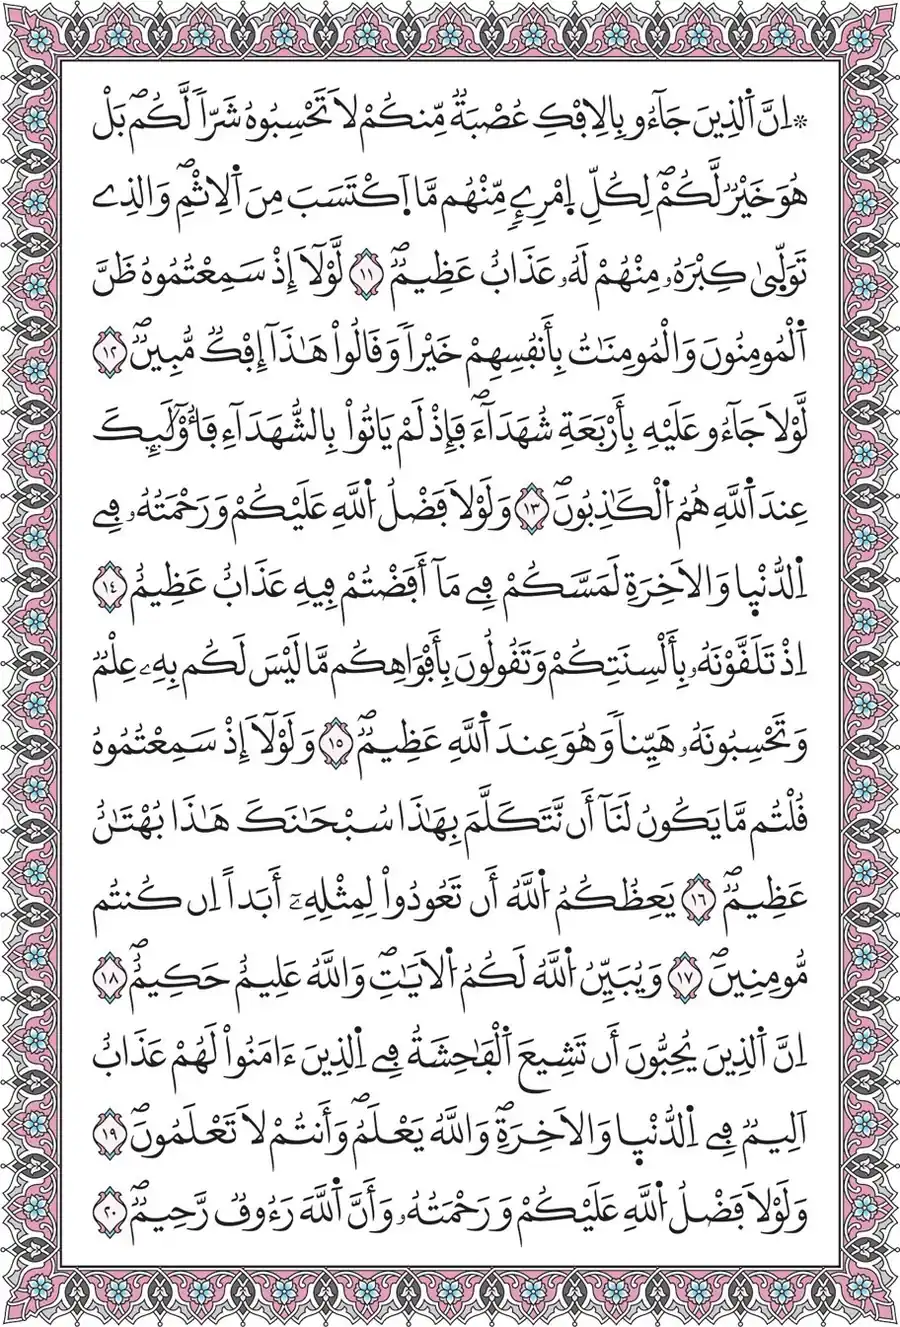 ۞ اِنَّ اَ۬لذِينَ جَآءُو بِالِافْكِ عُصْبَةٞ مِّنكُمْ لَا تَحْسِبُوهُ شَرّاٗ لَّكُمۖ بَلْ
هُوَ خَيْرٞ لَّكُمْۖ لِكُلِّ اِ۪مْرِےٕٖ مِّنْهُم مَّا اَ۪كْتَسَبَ مِنَ اَ۬لِاثْمِۖ وَالذِے
تَوَلّ۪يٰ كِبْرَهُۥ مِنْهُمْ لَهُۥ عَذَابٌ عَظِيمٞۖ ١١ لَّوْلَآ إِذْ سَمِعْتُمُوهُ ظَنَّ
اَ۬لْمُومِنُونَ وَالْمُومِنَٰتُ بِأَنفُسِهِمْ خَيْراٗ وَقَالُواْ هَٰذَآ إِفْكٞ مُّبِينٞۖ ١٢
لَّوْلَا جَآءُو عَلَيْهِ بِأَرْبَعَةِ شُهَدَآءَۖ فَإِذْ لَمْ يَاتُواْ بِالشُّهَدَآءِ فَأُوْلَٰٓئِكَ
عِندَ اَ۬للَّهِ هُمُ اُ۬لْكَٰذِبُونَۖ ١٣ وَلَوْلَا فَضْلُ اُ۬للَّهِ عَلَيْكُمْ وَرَحْمَتُهُۥ فِے
اِ۬لدُّنْي۪ا وَالَاخِرَةِ لَمَسَّكُمْ فِے مَآ أَفَضْتُمْ فِيهِ عَذَابٌ عَظِيمٌ ١٤
اِذْ تَلَقَّوْنَهُۥ بِأَلْسِنَتِكُمْ وَتَقُولُونَ بِأَفْوَاهِكُم مَّا لَيْسَ لَكُم بِهِۦ عِلْمٞ
وَتَحْسِبُونَهُۥ هَيِّناٗ وَهُوَ عِندَ اَ۬للَّهِ عَظِيمٞۖ ١٥ وَلَوْلَآ إِذْ سَمِعْتُمُوهُ
قُلْتُم مَّا يَكُونُ لَنَآ أَن نَّتَكَلَّمَ بِهَٰذَا سُبْحَٰنَكَ هَٰذَا بُهْتَٰنٌ
عَظِيمٞۖ ١٦ يَعِظُكُمُ اُ۬للَّهُ أَن تَعُودُواْ لِمِثْلِهِۦٓ أَبَداً اِن كُنتُم
مُّومِنِينَۖ ١٧ وَيُبَيِّنُ اُ۬للَّهُ لَكُمُ اُ۬لَايَٰتِۖ وَاللَّهُ عَلِيمٌ حَكِيمٌۖ ١٨
اِنَّ اَ۬لذِينَ يُحِبُّونَ أَن تَشِيعَ اَ۬لْفَٰحِشَةُ فِے اِ۬لذِينَ ءَامَنُواْ لَهُمْ عَذَابٌ
اَلِيمٞ فِے اِ۬لدُّنْي۪ا وَالَاخِرَةِۖ وَاللَّهُ يَعْلَمُۖ وَأَنتُمْ لَا تَعْلَمُونَۖ ١٩
وَلَوْلَا فَضْلُ اُ۬للَّهِ عَلَيْكُمْ وَرَحْمَتُهُۥ وَأَنَّ اَ۬للَّهَ رَءُوفٞ رَّحِيمٞۖ ٢٠